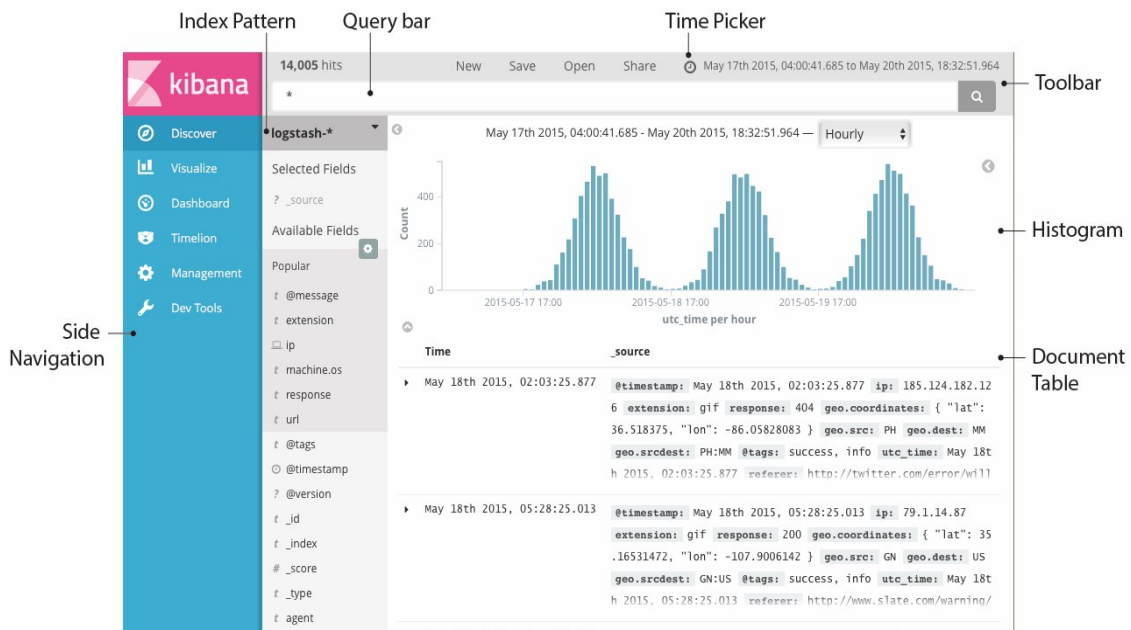 Index Pattern Query bar Time Picker
kibana
14,005 hits New Save Open Share May 17th 2015, 04:00:41.685 to May 20th 2015, 18:32:51.964
Toolbar
*
Discover
Visualize
Dashboard
Timelion
Management
Dev Tools
Side
Navigation
logstash-*
Selected Fields
? _source
Available Fields
Popular
t @message
t extension
ip
t machine.os
t response
t url
t @tags
@timestamp
? @version
t _id
t _index
# _score
t _type
t agent
May 17th 2015, 04:00:41.685 - May 20th 2015, 18:32:51.964 — Hourly
Count
400
200
0
2015-05-17 17:00 2015-05-18 17:00 2015-05-19 17:00
utc_time per hour
Histogram
Time _source
Document
Table
May 18th 2015, 02:03:25.877
@timestamp: May 18th 2015, 02:03:25.877 ip: 185.124.182.12
6 extension: gif response: 404 geo.coordinates: { "lat":
36.518375, "lon": -86.05828083 } geo.src: PH geo.dest: MM
geo.srcdest: PH:MM @tags: success, info utc_time: May 18t
h 2015, 02:03:25.877 referer: http://twitter.com/error/will
May 18th 2015, 05:28:25.013
@timestamp: May 18th 2015, 05:28:25.013 ip: 79.1.14.87
extension: gif response: 200 geo.coordinates: { "lat": 35
.16531472, "lon": -107.9006142 } geo.src: GN geo.dest: US
geo.srcdest: GN:US @tags: success, info utc_time: May 18t
h 2015, 05:28:25.013 referer: http://www.slate.com/warning/